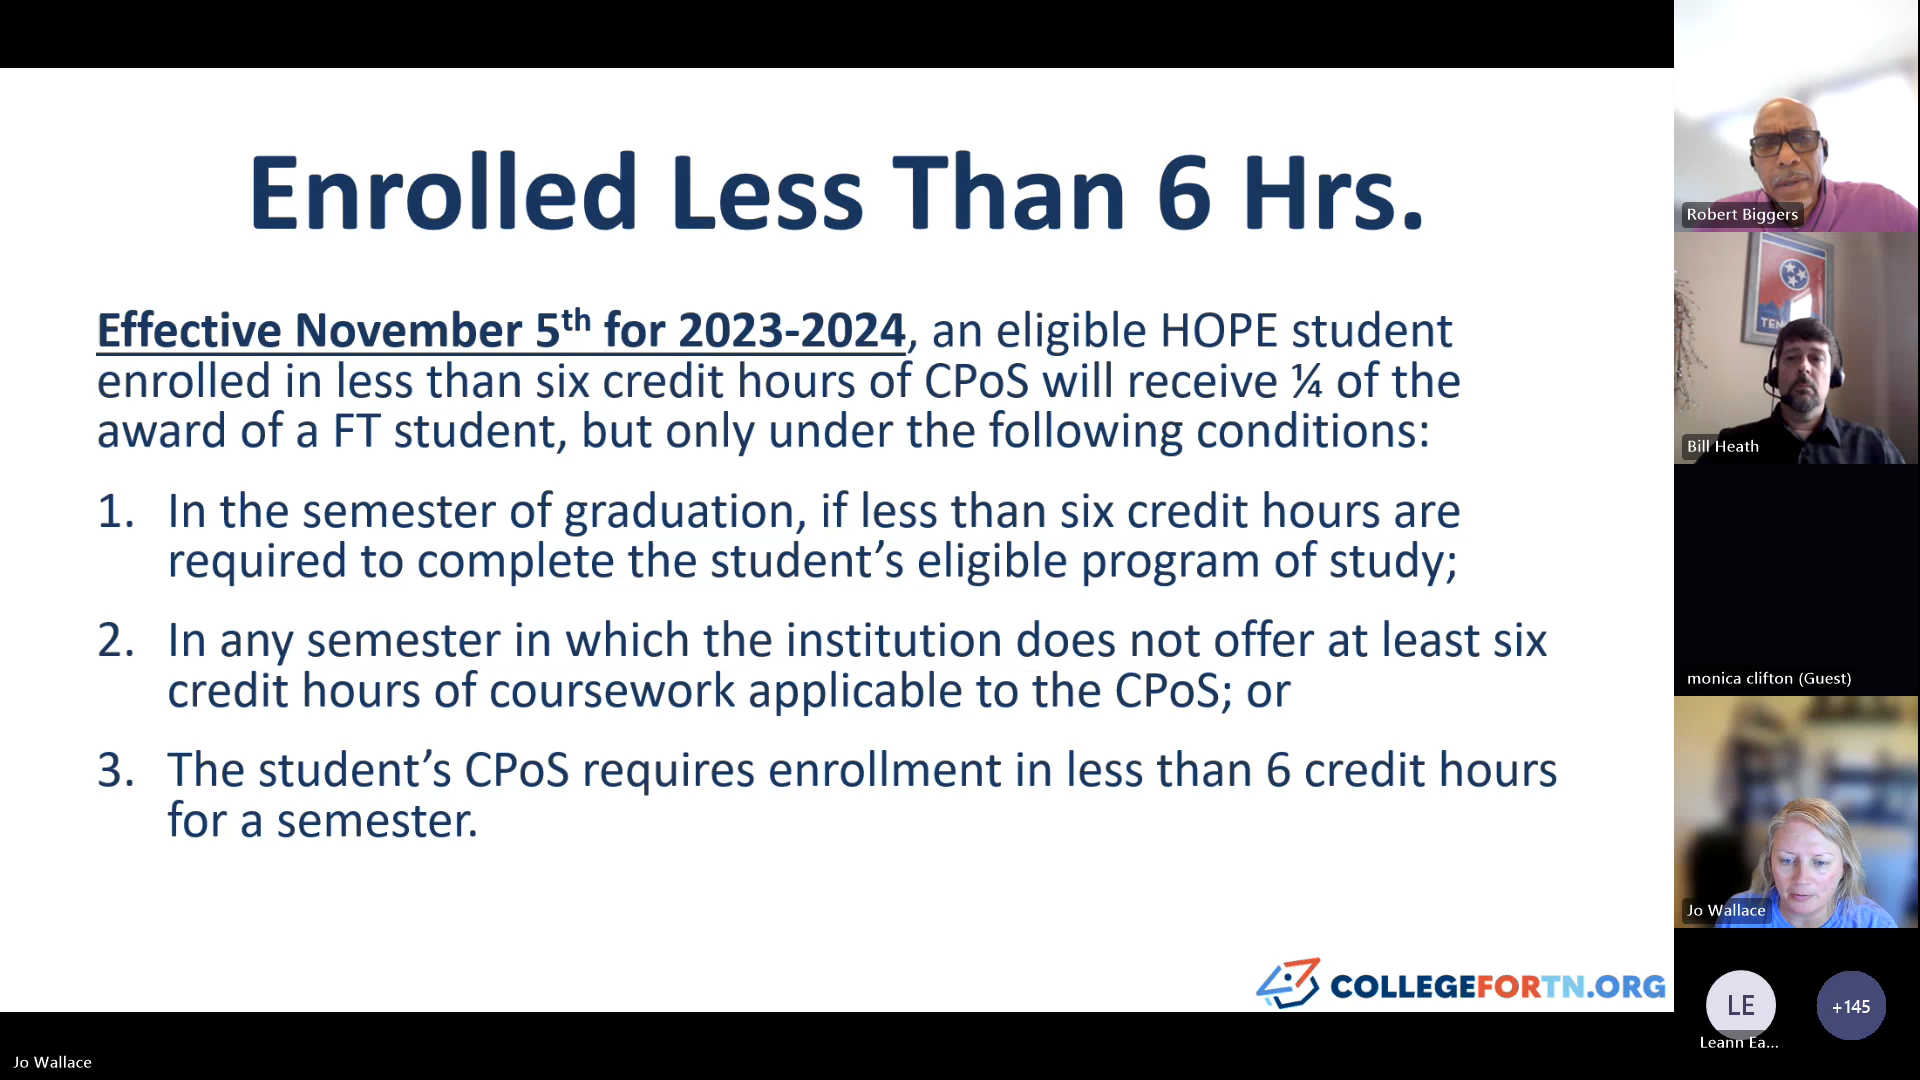 Enrolled Less Than 6 Hrs.
Effective November 5th for 2023-2024, an eligible HOPE student
enrolled in less than six credit hours of CPoS will receive ¼ of the
award of a FT student, but only under the following conditions:
1. In the semester of graduation, if less than six credit hours are
required to complete the student’s eligible program of study;
2. In any semester in which the institution does not offer at least six
credit hours of coursework applicable to the CPoS; or
3. The student’s CPoS requires enrollment in less than 6 credit hours
for a semester.
COLLEGEFORTN.ORG
Jo Wallace
Robert Biggers
TEN
Bill Heath
monica clifton (Guest)
Jo Wallace
LE
+145
Leann Ea...